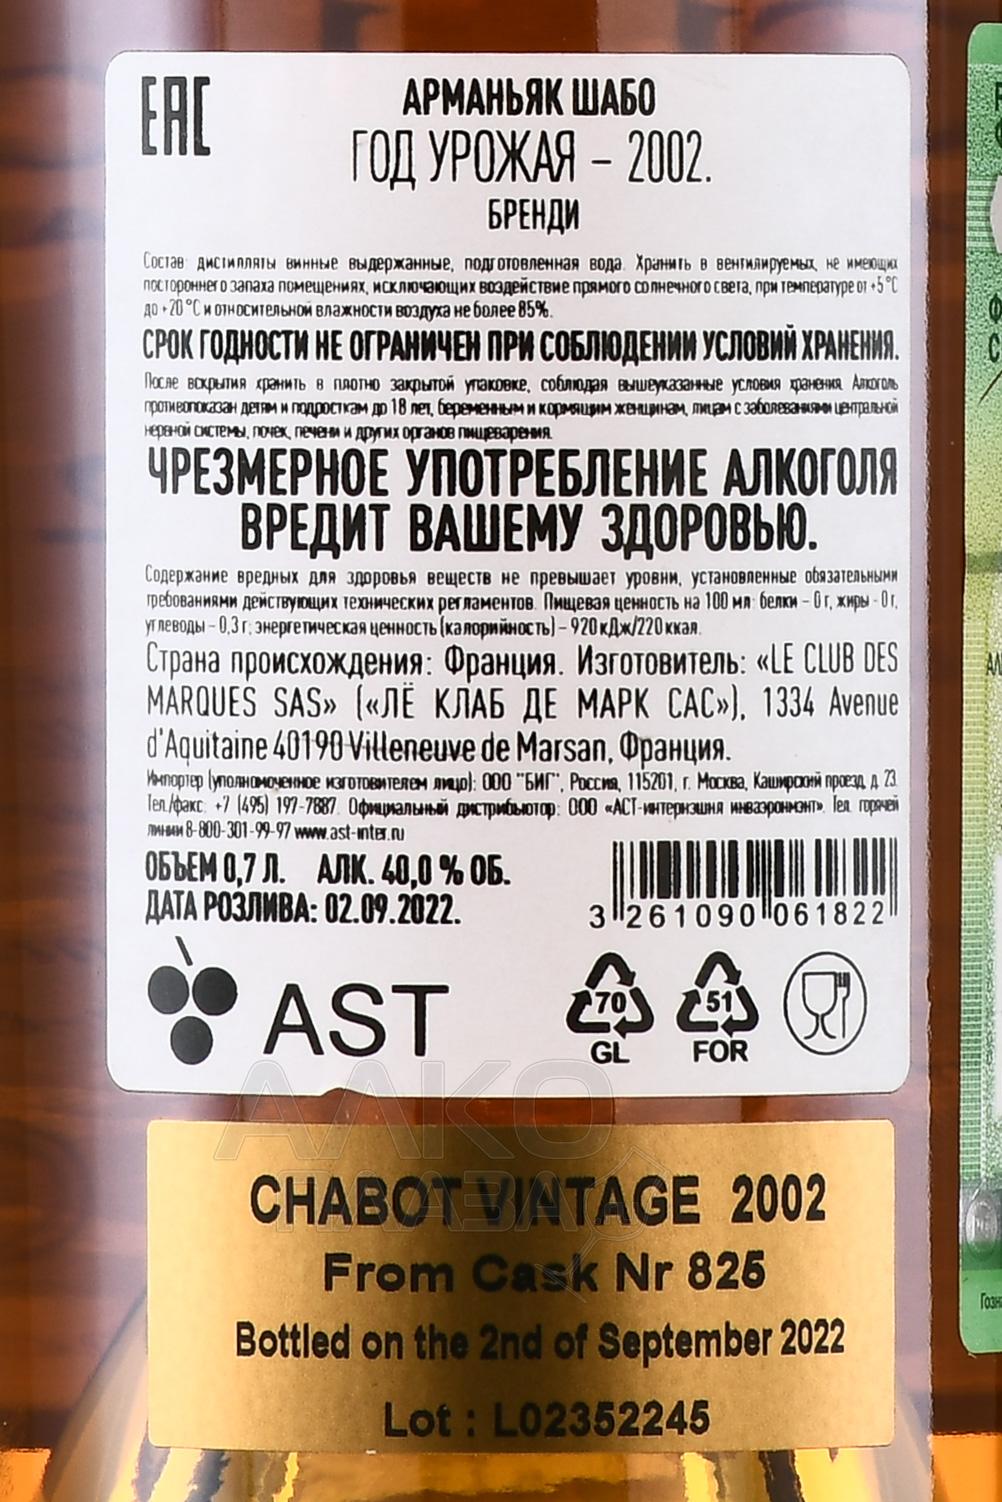 ЕАС
АРМАНЬЯК ШАБО
ГОД УРОЖАЯ – 2002.
БРЕНДИ
Состав: дистилляты винные выдержанные, подготовленная вода. Хранить в вентилируемых, не имеющих
постороннего запаха помещениях, исключающих воздействие прямого солнечного света, при температуре от +5°С
до +20°С и относительной влажности воздуха не более 85%.
СРОК ГОДНОСТИ НЕ ОГРАНИЧЕН ПРИ СОБЛЮДЕНИИ УСЛОВИЙ ХРАНЕНИЯ.
После вскрытия хранить в плотно закрытой упаковке, соблюдая вышеуказанные условия хранения. Алкоголь
противопоказан детям и подросткам до 18 лет, беременным и кормящим женщинам, лицам с заболеваниями центральной
нервной системы, почек, печени и других органов пищеварения.
ЧРЕЗМЕРНОЕ УПОТРЕБЛЕНИЕ АЛКОГОЛЯ
ВРЕДИТ ВАШЕМУ ЗДОРОВЬЮ.
Содержание вредных для здоровья веществ не превышает уровни, установленные обязательными
требованиями действующих технических регламентов. Пищевая ценность на 100 мл: белки – 0 г, жиры - 0 г,
углеводы – 0,3 г; энергетическая ценность (калорийность) – 920 кДж/220 ккал.
Страна происхождения: Франция. Изготовитель: «LE CLUB DES
MARQUES SAS» («ЛЁ КЛАБ ДЕ МАРК САС»), 1334 Avenue
d'Aquitaine 40190 Villeneuve de Marsan, Франция.
Импортер (уполномоченное изготовителем лицо): ООО "БИГ", Россия, 115201, г. Москва, Каширский проезд, д. 23.
Тел./факс: +7 (495) 197-7887. Официальный дистрибьютор: ООО «АСТ-интернэшнл инваэронмэнт». Тел. горячей
линии 8-800-301-99-97 www.ast-inter.ru
ОБЪЕМ 0,7 Л. АЛК. 40,0 % ОБ.
ДАТА РОЗЛИВА: 02.09.2022.
3 261090 061822
AST
70
GL
51
FOR
CHABOT VINTAGE 2002
From Cask Nr 825
Bottled on the 2nd of September 2022
Lot : L02352245